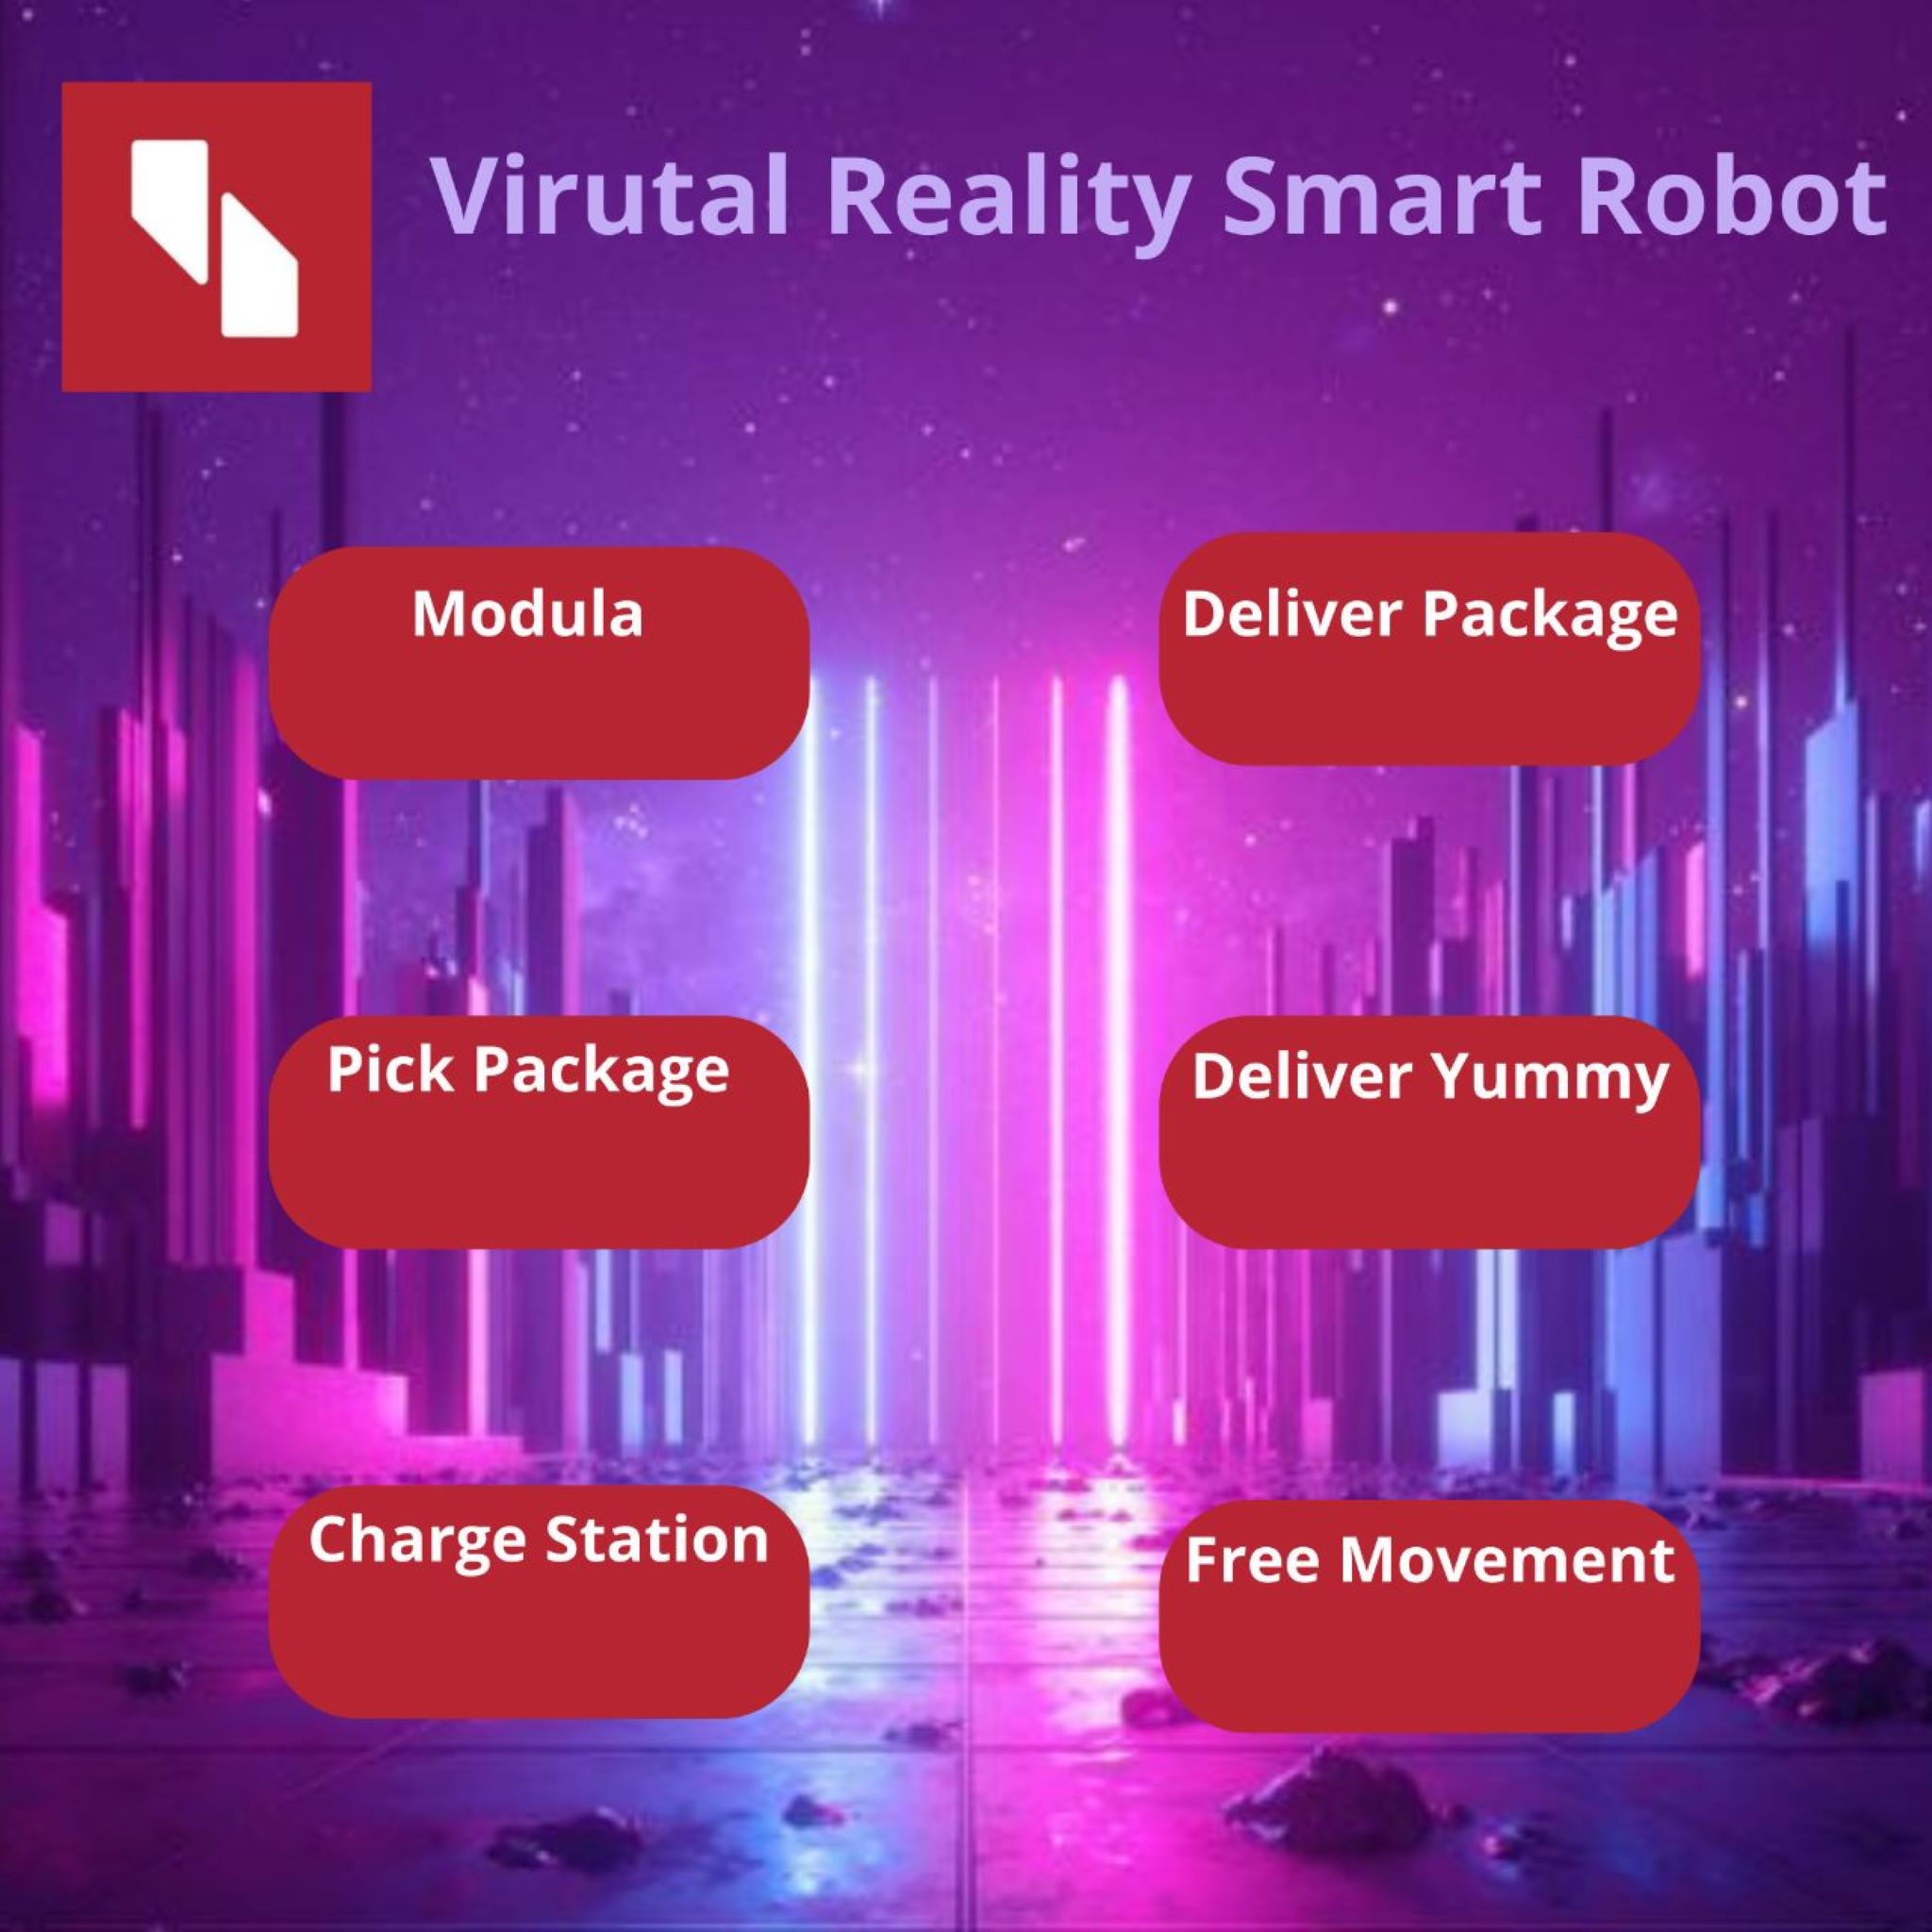 Virutal Reality Smart Robot
Modula
Deliver Package
Pick Package
Deliver Yummy
Charge Station
Free Movement